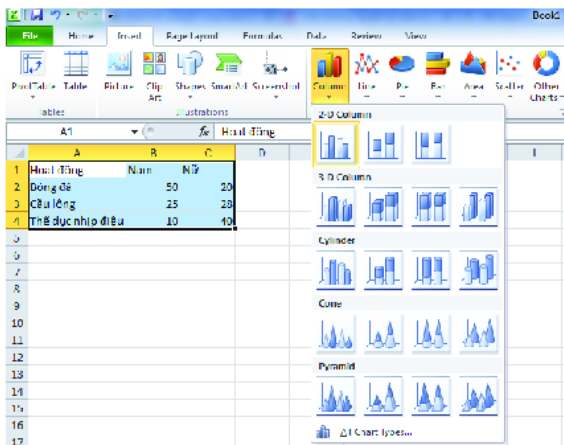 Book1
File Home Insert Page Layout Formulas Data Review View
PivotTable Table Picture Clip Art Shapes SmartArt Screenshot Column Line Pie Bar Area Scatter Other Charts
Tables Illustrations
A1 fx Hoạt động
A B C D I
1 Hoạt động Nam Nữ
2 Bóng đá 50 20
3 Cầu lông 25 28
4 Thể dục nhịp điệu 10 40
5
6
7
8
9
10
11
12
13
14
15
16
17
2-D Column
3-D Column
Cylinder
Cone
Pyramid
All Chart Types...